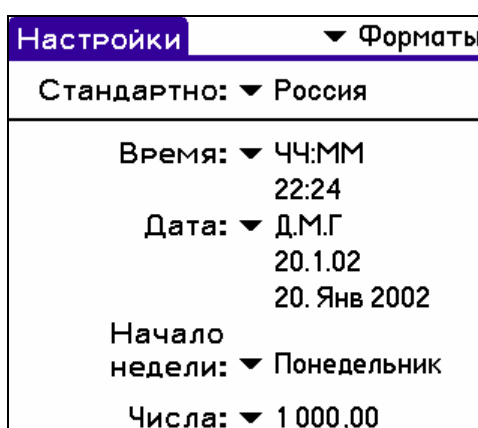 Настройки ▼ Форматы
Стандартно: ▼ Россия
Время: ▼ ЧЧ:ММ
22:24
Дата: ▼ Д.М.Г
20.1.02
20. Янв 2002
Начало
недели: ▼ Понедельник
Числа: ▼ 1 000,00